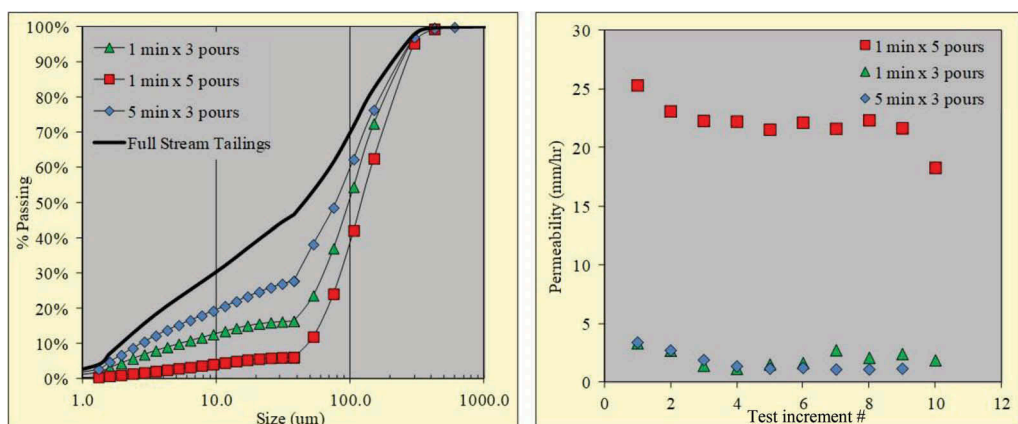 100%
90%
80%
70%
60%
50%
40%
30%
20%
10%
0%
% Passing
1 min x 3 pours
1 min x 5 pours
5 min x 3 pours
Full Stream Tailings
1.0 10.0 100.0 1000.0
Size (um)
30
25
20
15
10
5
0
Permeability (mm/hr)
1 min x 5 pours
1 min x 3 pours
5 min x 3 pours
0 2 4 6 8 10 12
Test increment #